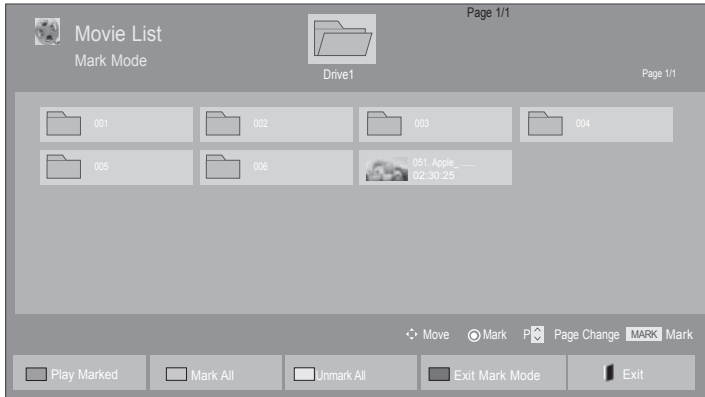 Page 1/1
Movie List
Mark Mode
Drive1
Page 1/1
001
002
003
004
005
006
051. Apple_ ......
02:30:25
Move
Mark
P
Page Change
MARK
Mark
Play Marked
Mark All
Unmark All
Exit Mark Mode
Exit